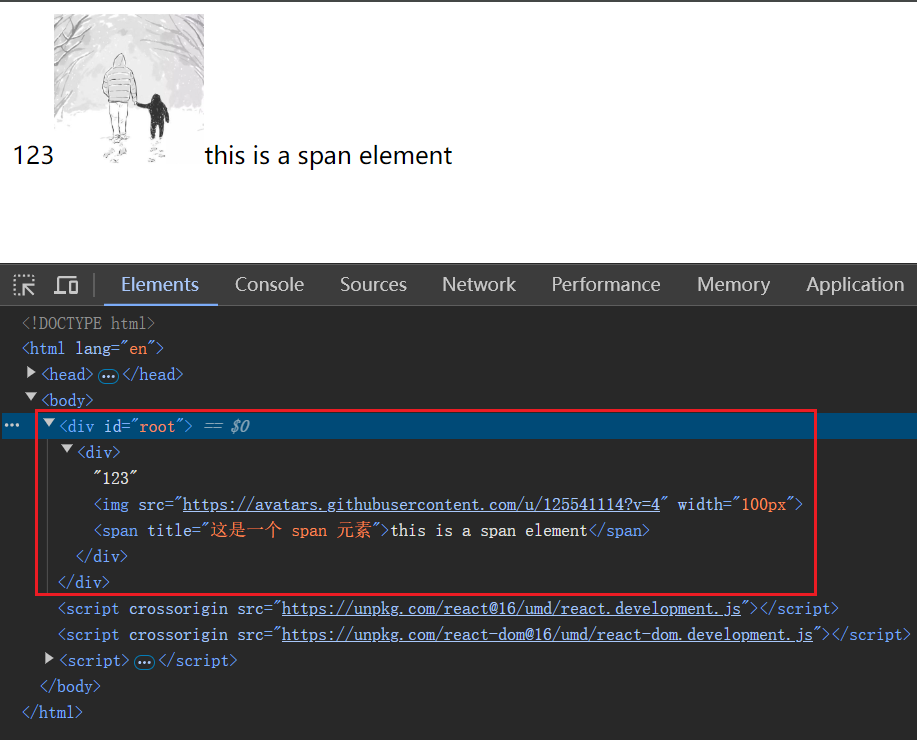 123 this is a span element
Elements Console Sources Network Performance Memory Application
<!DOCTYPE html>
<html lang="en">
<head> ••• </head>
<body>
••• <div id="root"> == $0
<div>
"123"
<img src="https://avatars.githubusercontent.com/u/125541114?v=4" width="100px">
<span title="这是一个 span 元素">this is a span element</span>
</div>
</div>
<script crossorigin src="https://unpkg.com/react@16/umd/react.development.js"></script>
<script crossorigin src="https://unpkg.com/react-dom@16/umd/react-dom.development.js"></script>
<script> ••• </script>
</body>
</html>